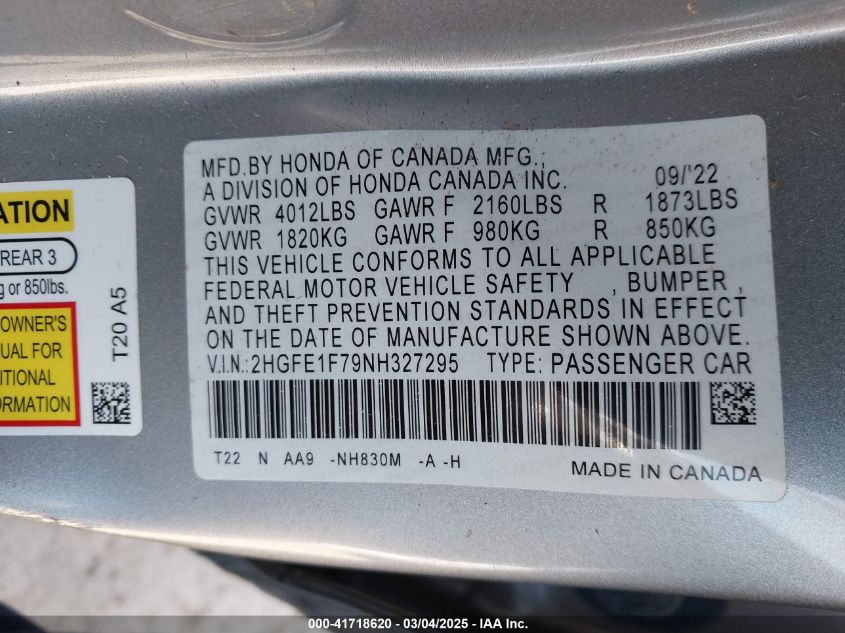 MFD.BY HONDA OF CANADA MFG.,
A DIVISION OF HONDA CANADA INC. 09/'22
GVWR 4012LBS GAWR F 2160LBS R 1873LBS
GVWR 1820KG GAWR F 980KG R 850KG
THIS VEHICLE CONFORMS TO ALL APPLICABLE
FEDERAL MOTOR VEHICLE SAFETY , BUMPER ,
AND THEFT PREVENTION STANDARDS IN EFFECT
ON THE DATE OF MANUFACTURE SHOWN ABOVE.
V.I.N.:2HGFE1F79NH327295 TYPE: PASSENGER CAR
T22 N AA9 -NH830M -A -H
MADE IN CANADA
ATION
REAR 3
g or 850lbs.
OWNER'S
UAL FOR
ITIONAL
ORMATION
T20 A5
000-41718620 - 03/04/2025 - IAA Inc.